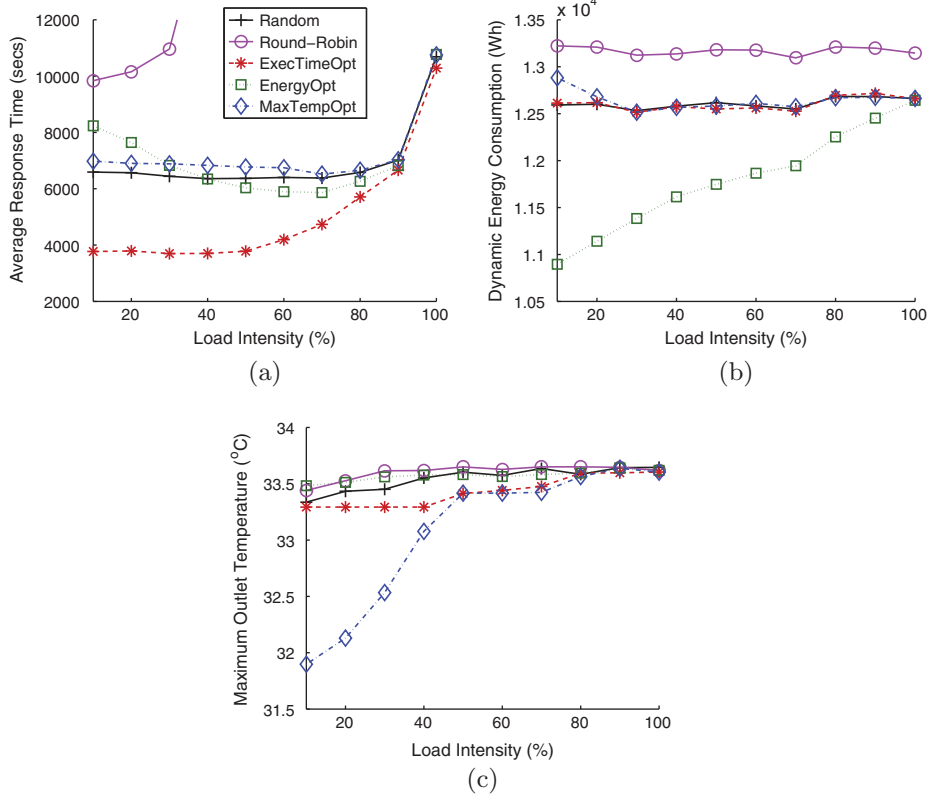 12000
10000
8000
6000
4000
2000
Average Response Time (secs)
Random
Round-Robin
ExecTimeOpt
EnergyOpt
MaxTempOpt
20
40
60
80
100
Load Intensity (%)
(a)
x 10⁴
1.35
1.3
1.25
1.2
1.15
1.1
1.05
Dynamic Energy Consumption (Wh)
20
40
60
80
100
Load Intensity (%)
(b)
34
33.5
33
32.5
32
31.5
Maximum Outlet Temperature (°C)
20
40
60
80
100
Load Intensity (%)
(c)